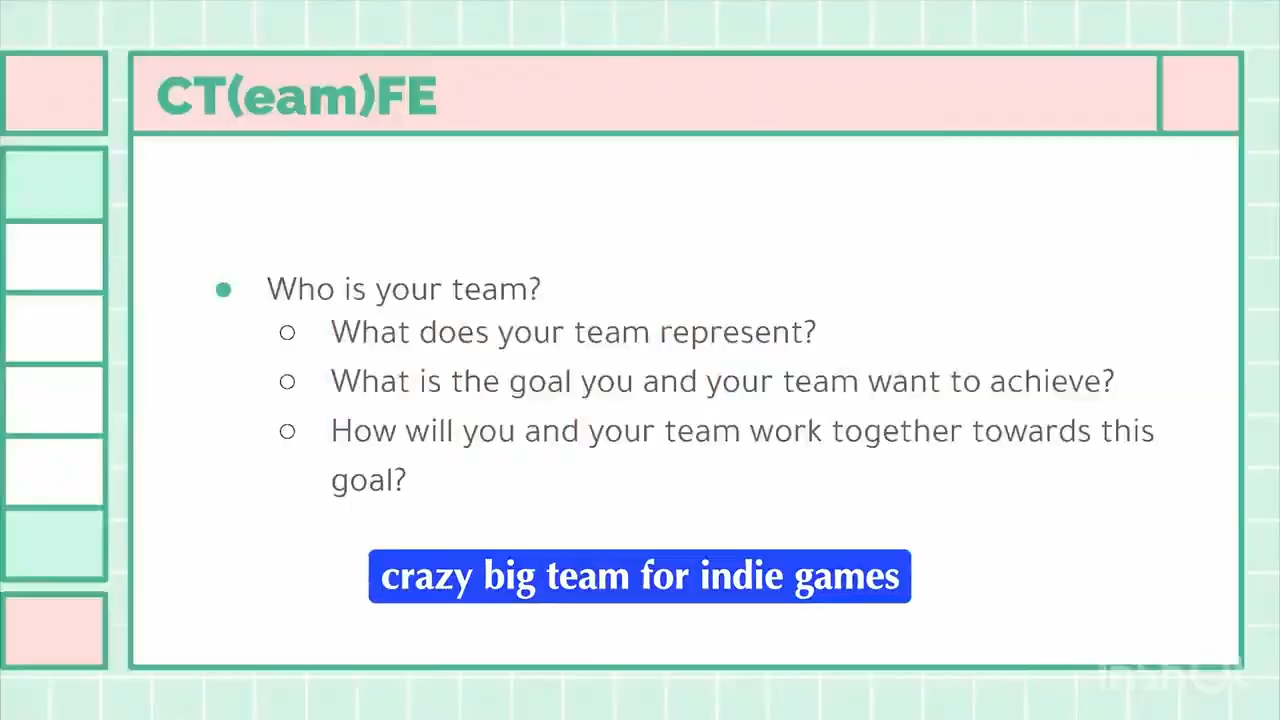 CT(eam)FE
Who is your team?
What does your team represent?
What is the goal you and your team want to achieve?
How will you and your team work together towards this
goal?
crazy big team for indie games
InShOt